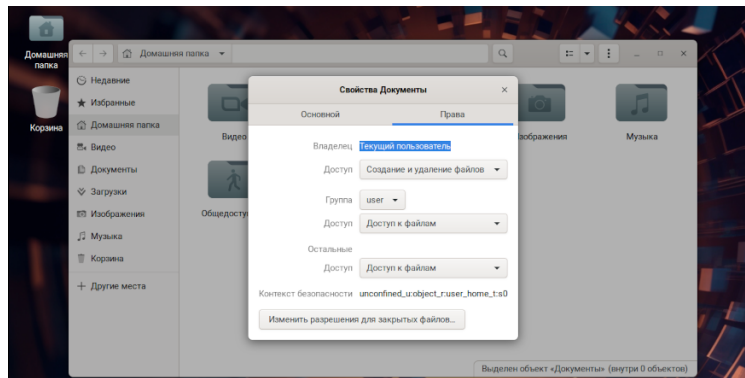 Домашняя
папка
Корзина
Домашняя папка
Недавние
Избранные
Домашняя папка
Видео
Документы
Загрузки
Изображения
Музыка
Корзина
Другие места
Видео
Изображения
Музыка
Общедосту
Свойства Документы
Основной
Права
Владелец Текущий пользователь
Доступ Создание и удаление файлов
Группа user
Доступ Доступ к файлам
Остальные
Доступ Доступ к файлам
Контекст безопасности unconfined_u:object_r:user_home_t:s0
Изменить разрешения для закрытых файлов...
Выделен объект «Документы» (внутри 0 объектов)